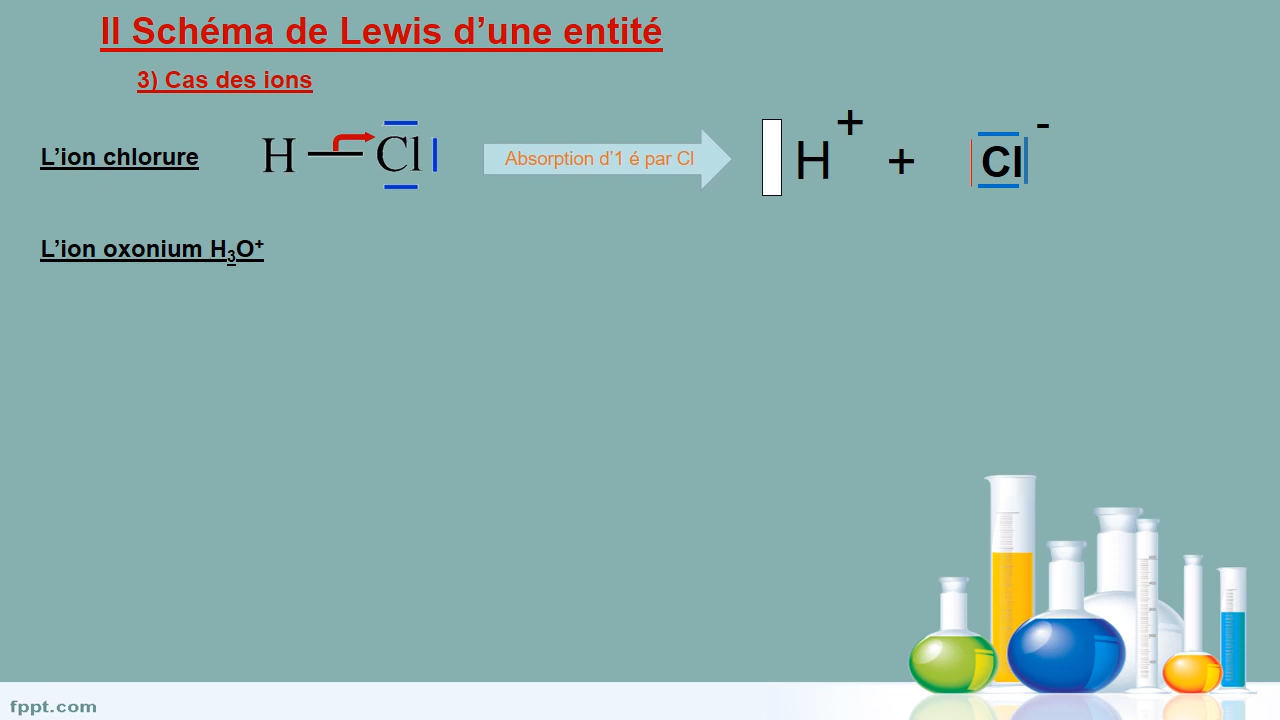 II Schéma de Lewis d’une entité
3) Cas des ions
L’ion chlorure H Cl Absorption d’1 é par Cl H+ + Cl-
L’ion oxonium H₃O⁺
fppt.com